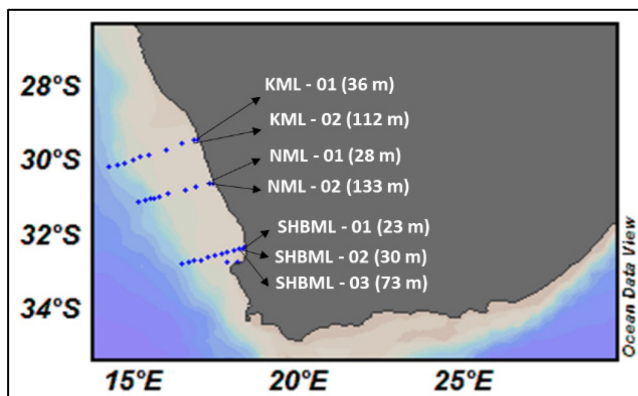 28°S
30°S
32°S
34°S
KML - 01 (36 m)
KML - 02 (112 m)
NML - 01 (28 m)
NML - 02 (133 m)
SHBML - 01 (23 m)
SHBML - 02 (30 m)
SHBML - 03 (73 m)
Ocean Data View
15°E
20°E
25°E